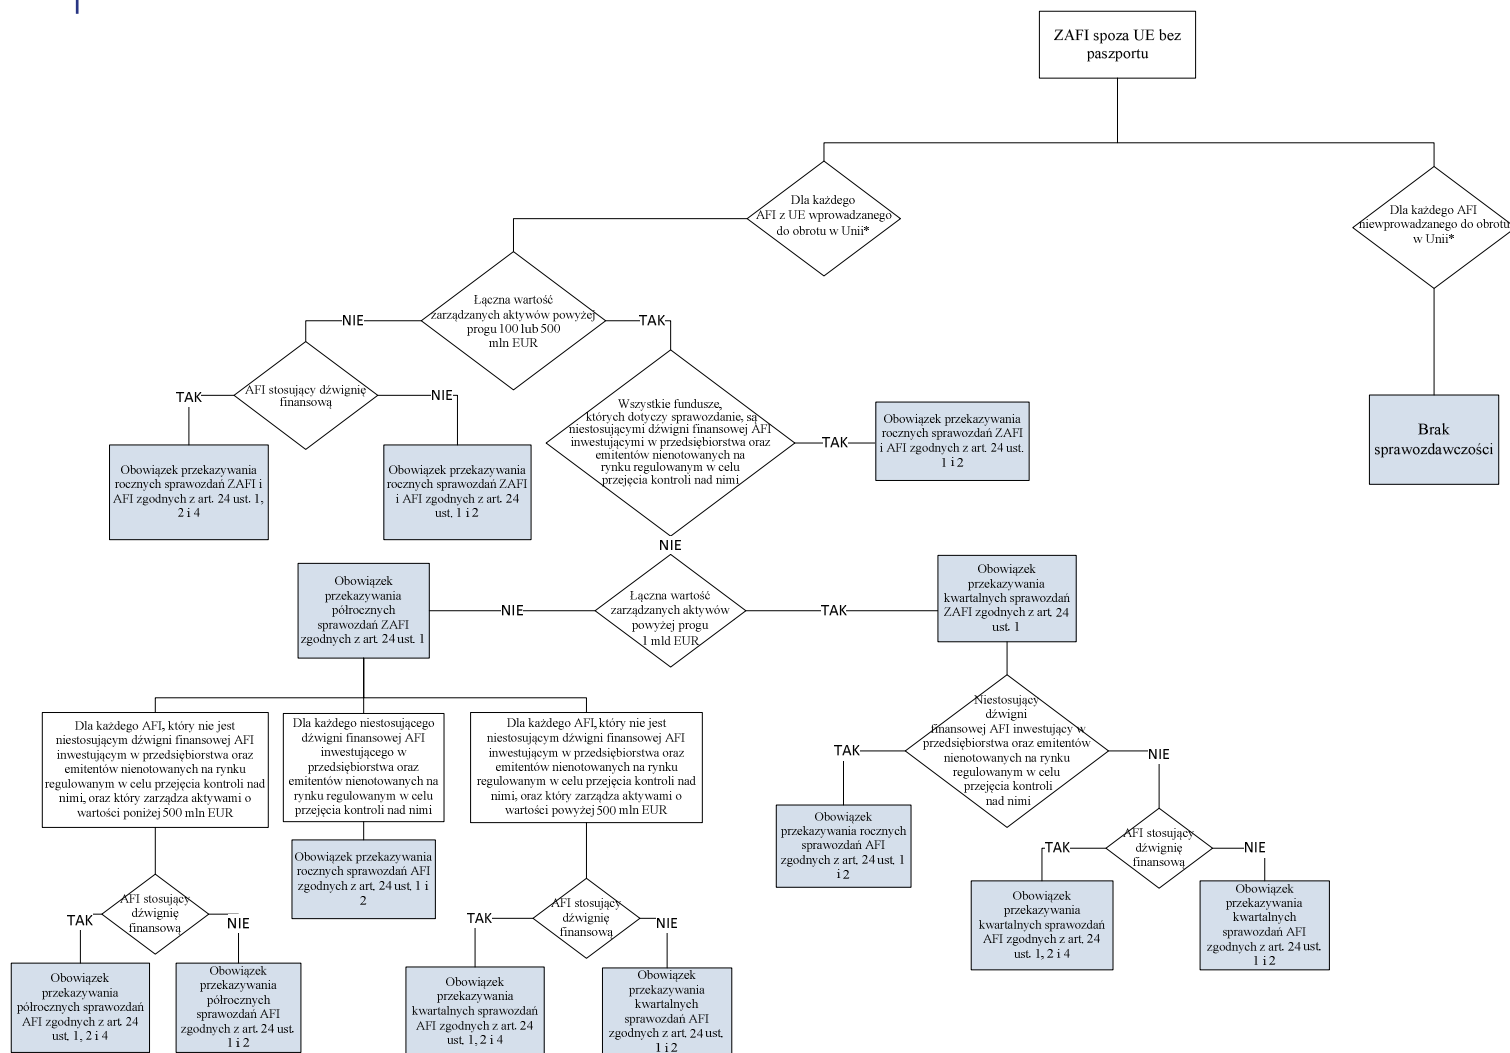 ZAFI spoza UE bez
paszportu
Dla każdego
AFI z UE wprowadzanego
do obrotu w Unii*
Dla każdego AFI
niewprowadzanego do obrotu
w Unii*
Łączna wartość
zarządzanych aktywów powyżej
progu 100 lub 500
mln EUR
NIE
TAK
AFI stosujący dźwignię
finansową
TAK
NIE
Wszystkie fundusze,
których dotyczy sprawozdanie, są
niestosującymi dźwigni finansowej AFI
inwestującymi w przedsiębiorstwa oraz
emitentów nienotowanych na
rynku regulowanym w celu
przejęcia kontroli nad nimi
TAK
Obowiązek przekazywania
rocznych sprawozdań ZAFI
i AFI zgodnych z art. 24 ust.
1 i 2
Brak
sprawozdawczości
Obowiązek przekazywania
rocznych sprawozdań ZAFI i
AFI zgodnych z art. 24 ust. 1,
2 i 4
Obowiązek przekazywania
rocznych sprawozdań ZAFI
i AFI zgodnych z art. 24
ust. 1 i 2
NIE
Obowiązek
przekazywania
półrocznych
sprawozdań ZAFI
zgodnych z art. 24 ust. 1
NIE
Łączna wartość
zarządzanych aktywów
powyżej progu
1 mld EUR
TAK
Obowiązek
przekazywania
kwartalnych sprawozdań
ZAFI zgodnych z art. 24
ust. 1
Dla każdego AFI, który nie jest
niestosującym dźwigni finansowej AFI
inwestującym w przedsiębiorstwa oraz
emitentów nienotowanych na rynku
regulowanym w celu przejęcia kontroli nad
nimi, oraz który zarządza aktywami o
wartości poniżej 500 mln EUR
Dla każdego niestosującego
dźwigni finansowej AFI
inwestującego w
przedsiębiorstwa oraz
emitentów nienotowanych na
rynku regulowanym w celu
przejęcia kontroli nad nimi
Dla każdego AFI, który nie jest
niestosującym dźwigni finansowej AFI
inwestującym w przedsiębiorstwa oraz
emitentów nienotowanych na rynku
regulowanym w celu przejęcia kontroli nad
nimi, oraz który zarządza aktywami o
wartości powyżej 500 mln EUR
Niestosujący
dźwigni
finansowej AFI inwestujący w
przedsiębiorstwa oraz emitentów
nienotowanych na rynku
regulowanym w celu
przejęcia kontroli
nad nimi
TAK
NIE
Obowiązek
przekazywania rocznych
sprawozdań AFI
zgodnych z art. 24 ust. 1
i 2
AFI stosujący
dźwignię
finansową
TAK
NIE
Obowiązek przekazywania
rocznych sprawozdań AFI
zgodnych z art. 24 ust. 1 i
2
Obowiązek
przekazywania
kwartalnych sprawozdań
AFI zgodnych z art. 24
ust. 1, 2 i 4
Obowiązek
przekazywania
kwartalnych
sprawozdań AFI
zgodnych z art. 24 ust.
1 i 2
AFI stosujący
dźwignię
finansową
TAK
NIE
AFI stosujący
dźwignię
finansową
TAK
NIE
Obowiązek
przekazywania
półrocznych sprawozdań
AFI zgodnych z art. 24
ust. 1, 2 i 4
Obowiązek
przekazywania
półrocznych
sprawozdań AFI
zgodnych z art. 24 ust.
1 i 2
Obowiązek
przekazywania
kwartalnych sprawozdań
AFI zgodnych z art. 24
ust. 1, 2 i 4
Obowiązek
przekazywania
kwartalnych
sprawozdań AFI
zgodnych z art. 24 ust.
1 i 2